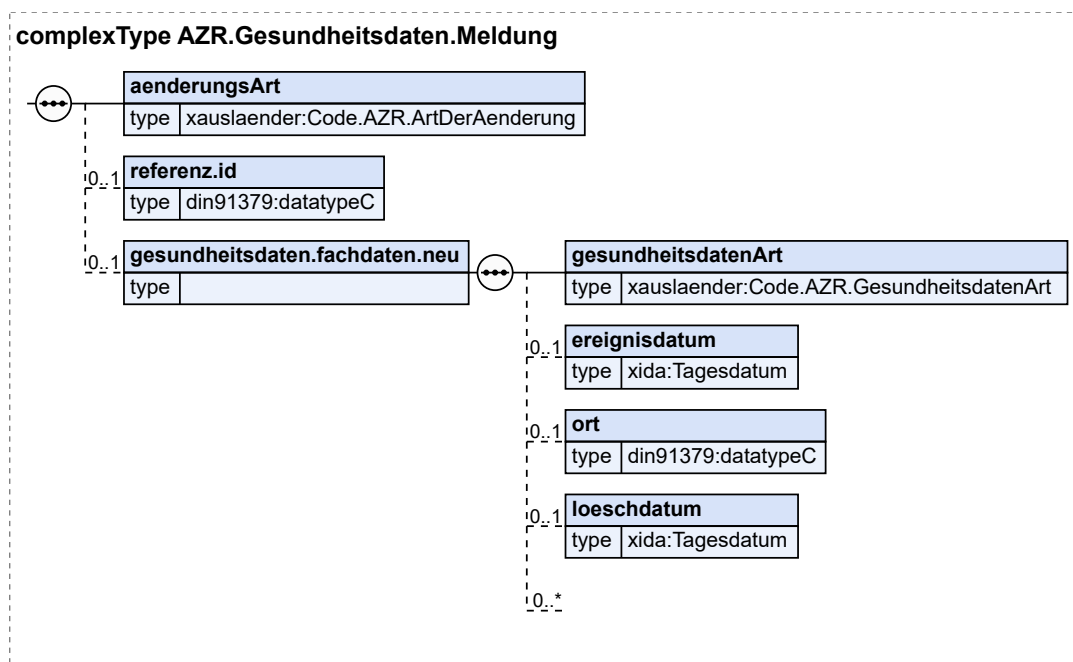 complexType AZR.Gesundheitsdaten.Meldung
aenderungsArt
type xauslaender:Code.AZR.ArtDerAenderung
0..1 referenz.id
type din91379:datatypeC
0..1 gesundheitsdaten.fachdaten.neu
type
gesundheitsdatenArt
type xauslaender:Code.AZR.GesundheitsdatenArt
0..1 ereignisdatum
type xida:Tagesdatum
0..1 ort
type din91379:datatypeC
0..1 loeschdatum
type xida:Tagesdatum
0..*